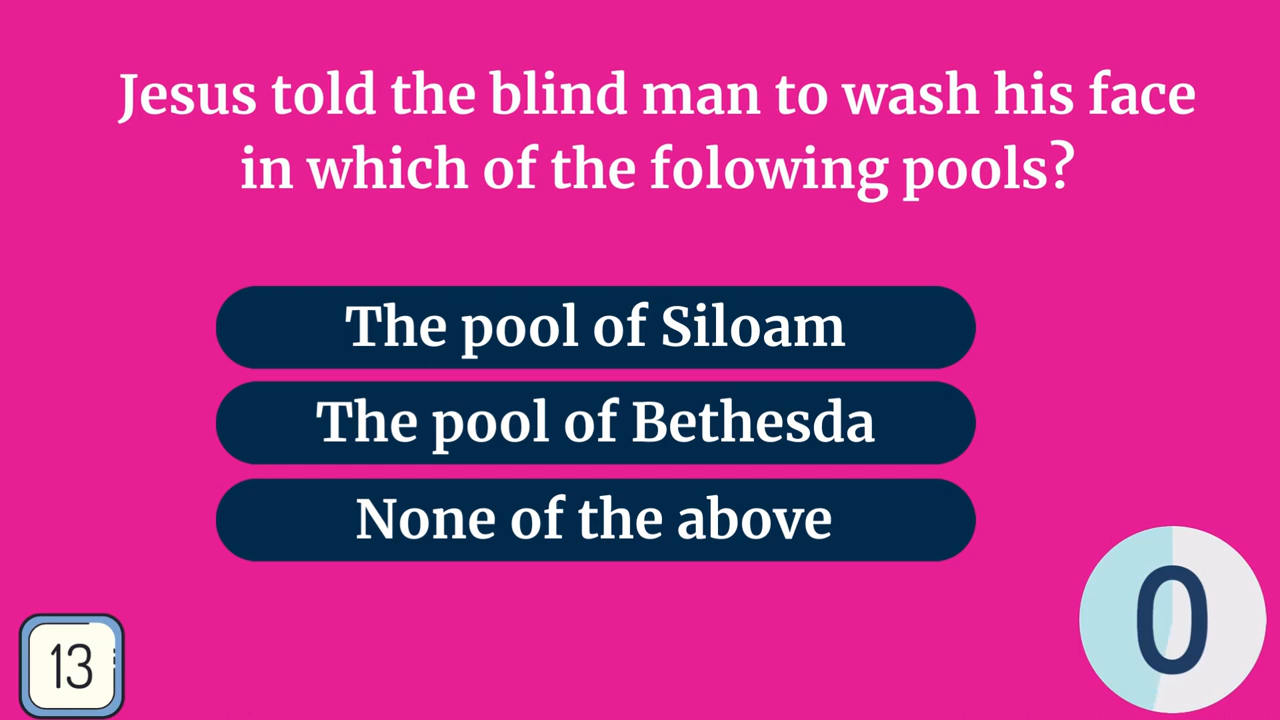 Jesus told the blind man to wash his face
in which of the folowing pools?
The pool of Siloam
The pool of Bethesda
None of the above
13
0